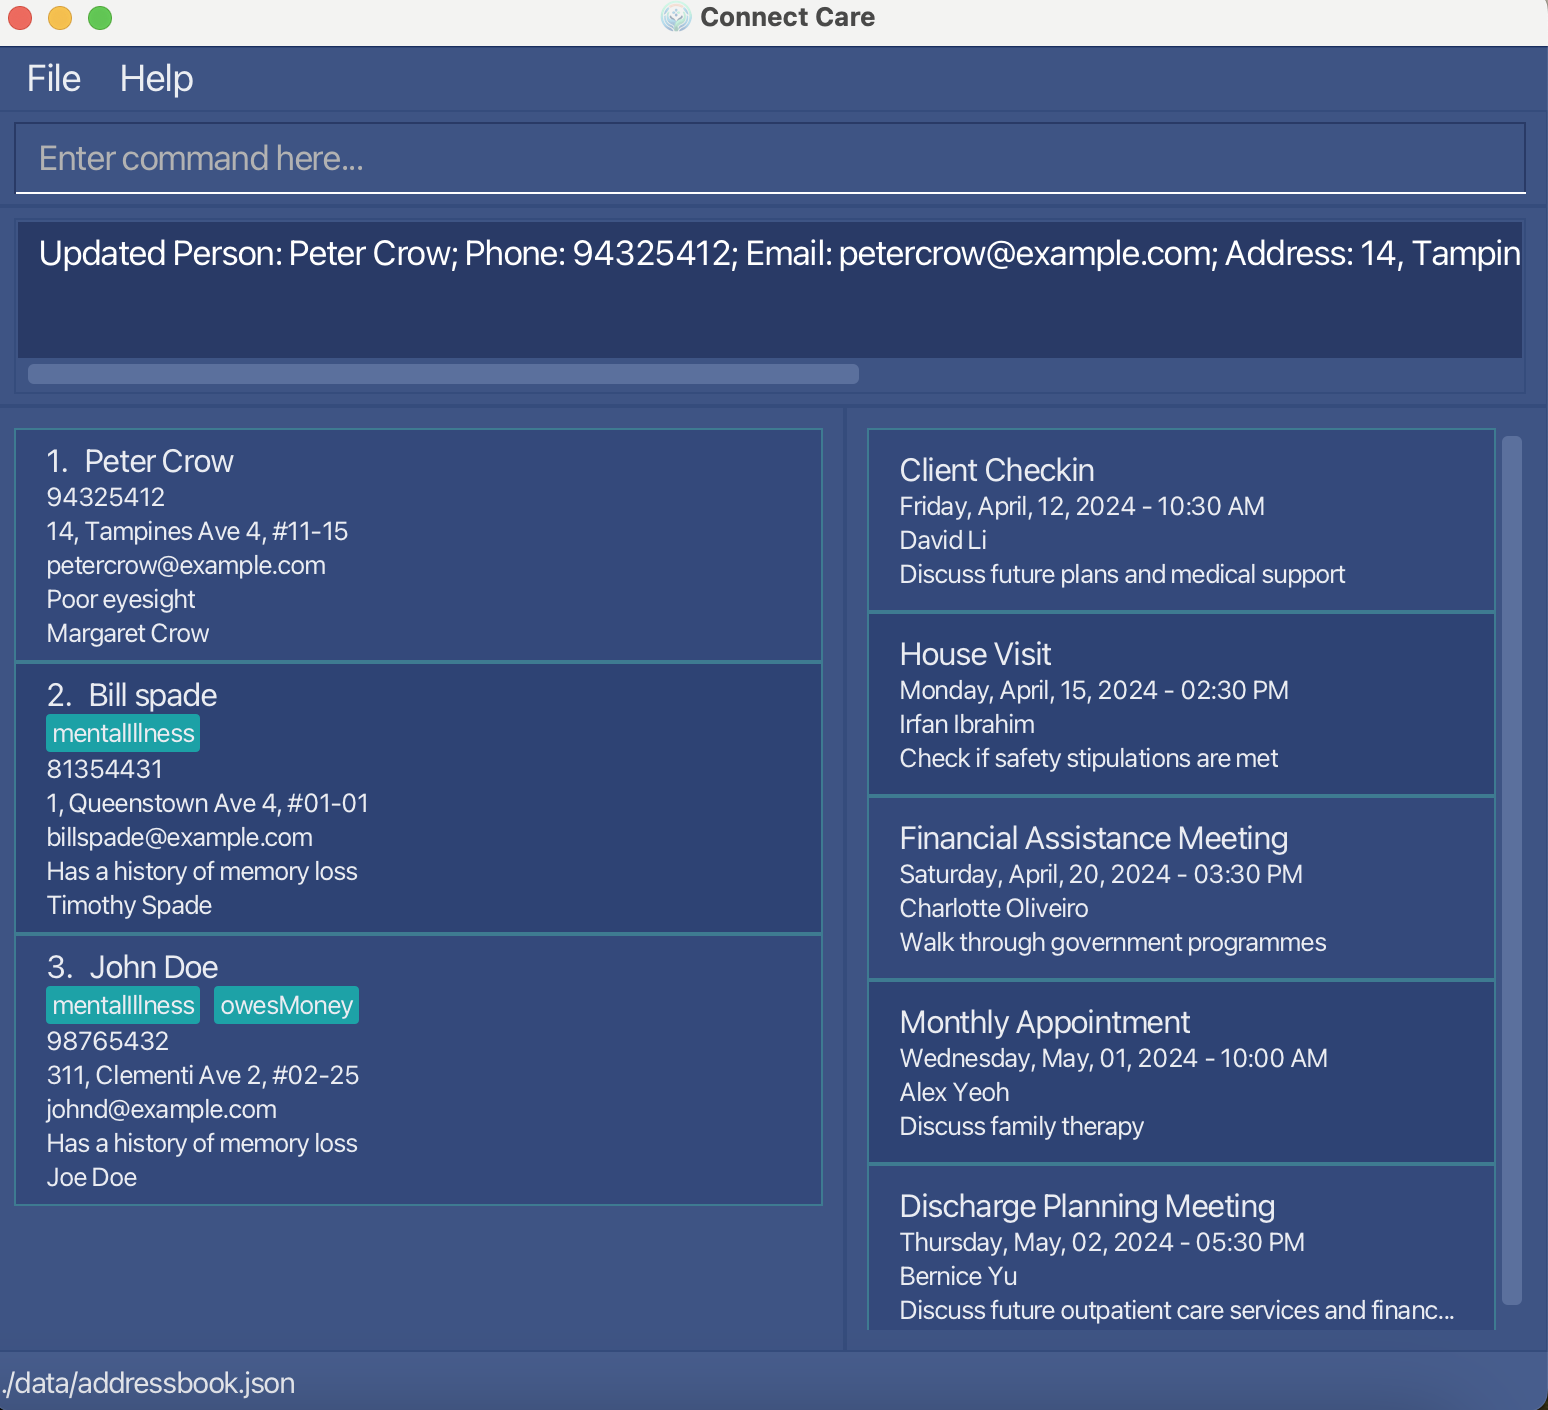 Connect Care
File Help
Enter command here...
Updated Person: Peter Crow; Phone: 94325412; Email: petercrow@example.com; Address: 14, Tampin
1. Peter Crow
94325412
14, Tampines Ave 4, #11-15
petercrow@example.com
Poor eyesight
Margaret Crow
2. Bill spade
mentalIllness
81354431
1, Queenstown Ave 4, #01-01
billspade@example.com
Has a history of memory loss
Timothy Spade
3. John Doe
mentalIllness owesMoney
98765432
311, Clementi Ave 2, #02-25
johnd@example.com
Has a history of memory loss
Joe Doe
Client Checkin
Friday, April, 12, 2024 - 10:30 AM
David Li
Discuss future plans and medical support
House Visit
Monday, April, 15, 2024 - 02:30 PM
Irfan Ibrahim
Check if safety stipulations are met
Financial Assistance Meeting
Saturday, April, 20, 2024 - 03:30 PM
Charlotte Oliveiro
Walk through government programmes
Monthly Appointment
Wednesday, May, 01, 2024 - 10:00 AM
Alex Yeoh
Discuss family therapy
Discharge Planning Meeting
Thursday, May, 02, 2024 - 05:30 PM
Bernice Yu
Discuss future outpatient care services and financ...
./data/addressbook.json